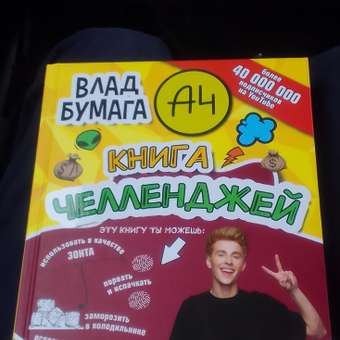 ВЛАД
БУМАГА
А4
более
40 000 000
подписчиков
на YouTube
КНИГА
ЧЕЛЛЕНДЖЕЙ
ЭТУ КНИГУ ТЫ МОЖЕШЬ:
использовать в качестве
ЗОНТА
порвать
и испачкать
заморозить
в холодильнике